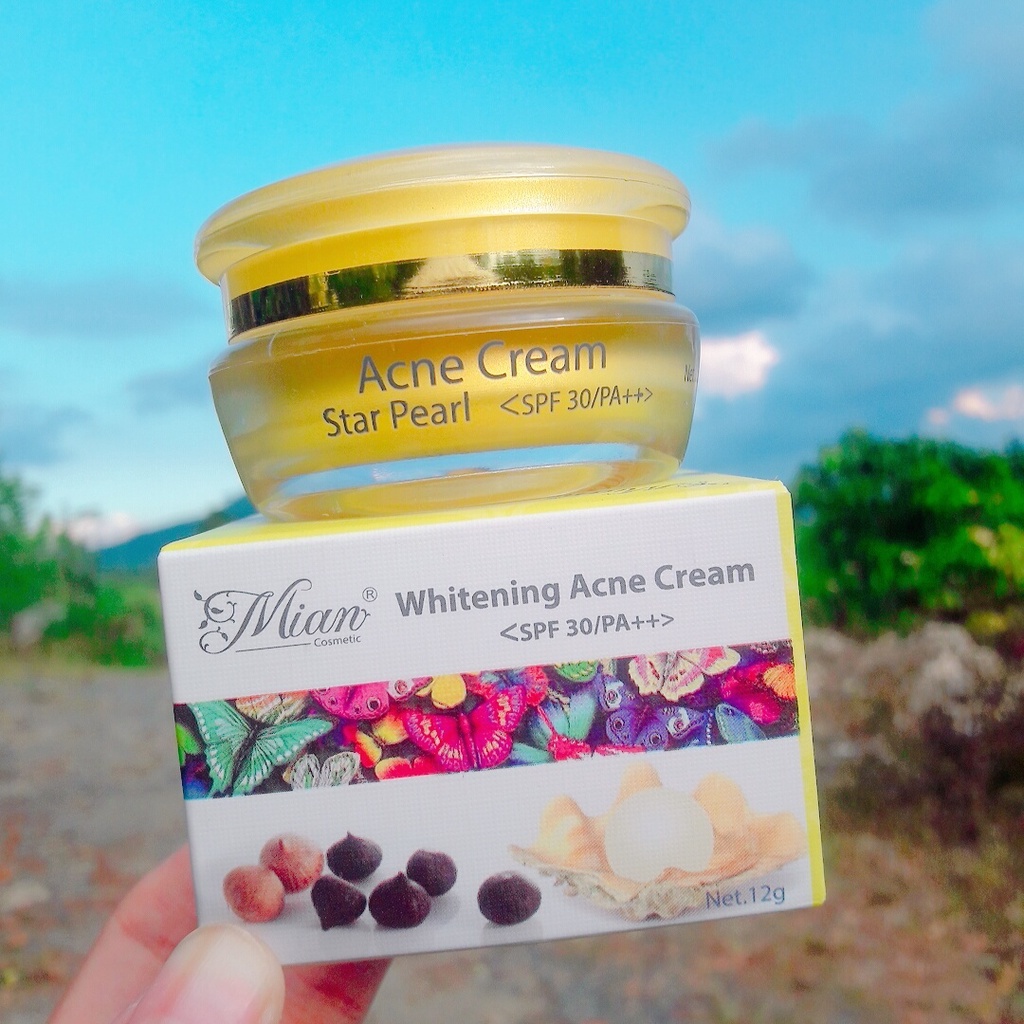 Acne Cream
Star Pearl <SPF 30/PA++>
Mian®
Cosmetic
Whitening Acne Cream
<SPF 30/PA++>
Net.12g